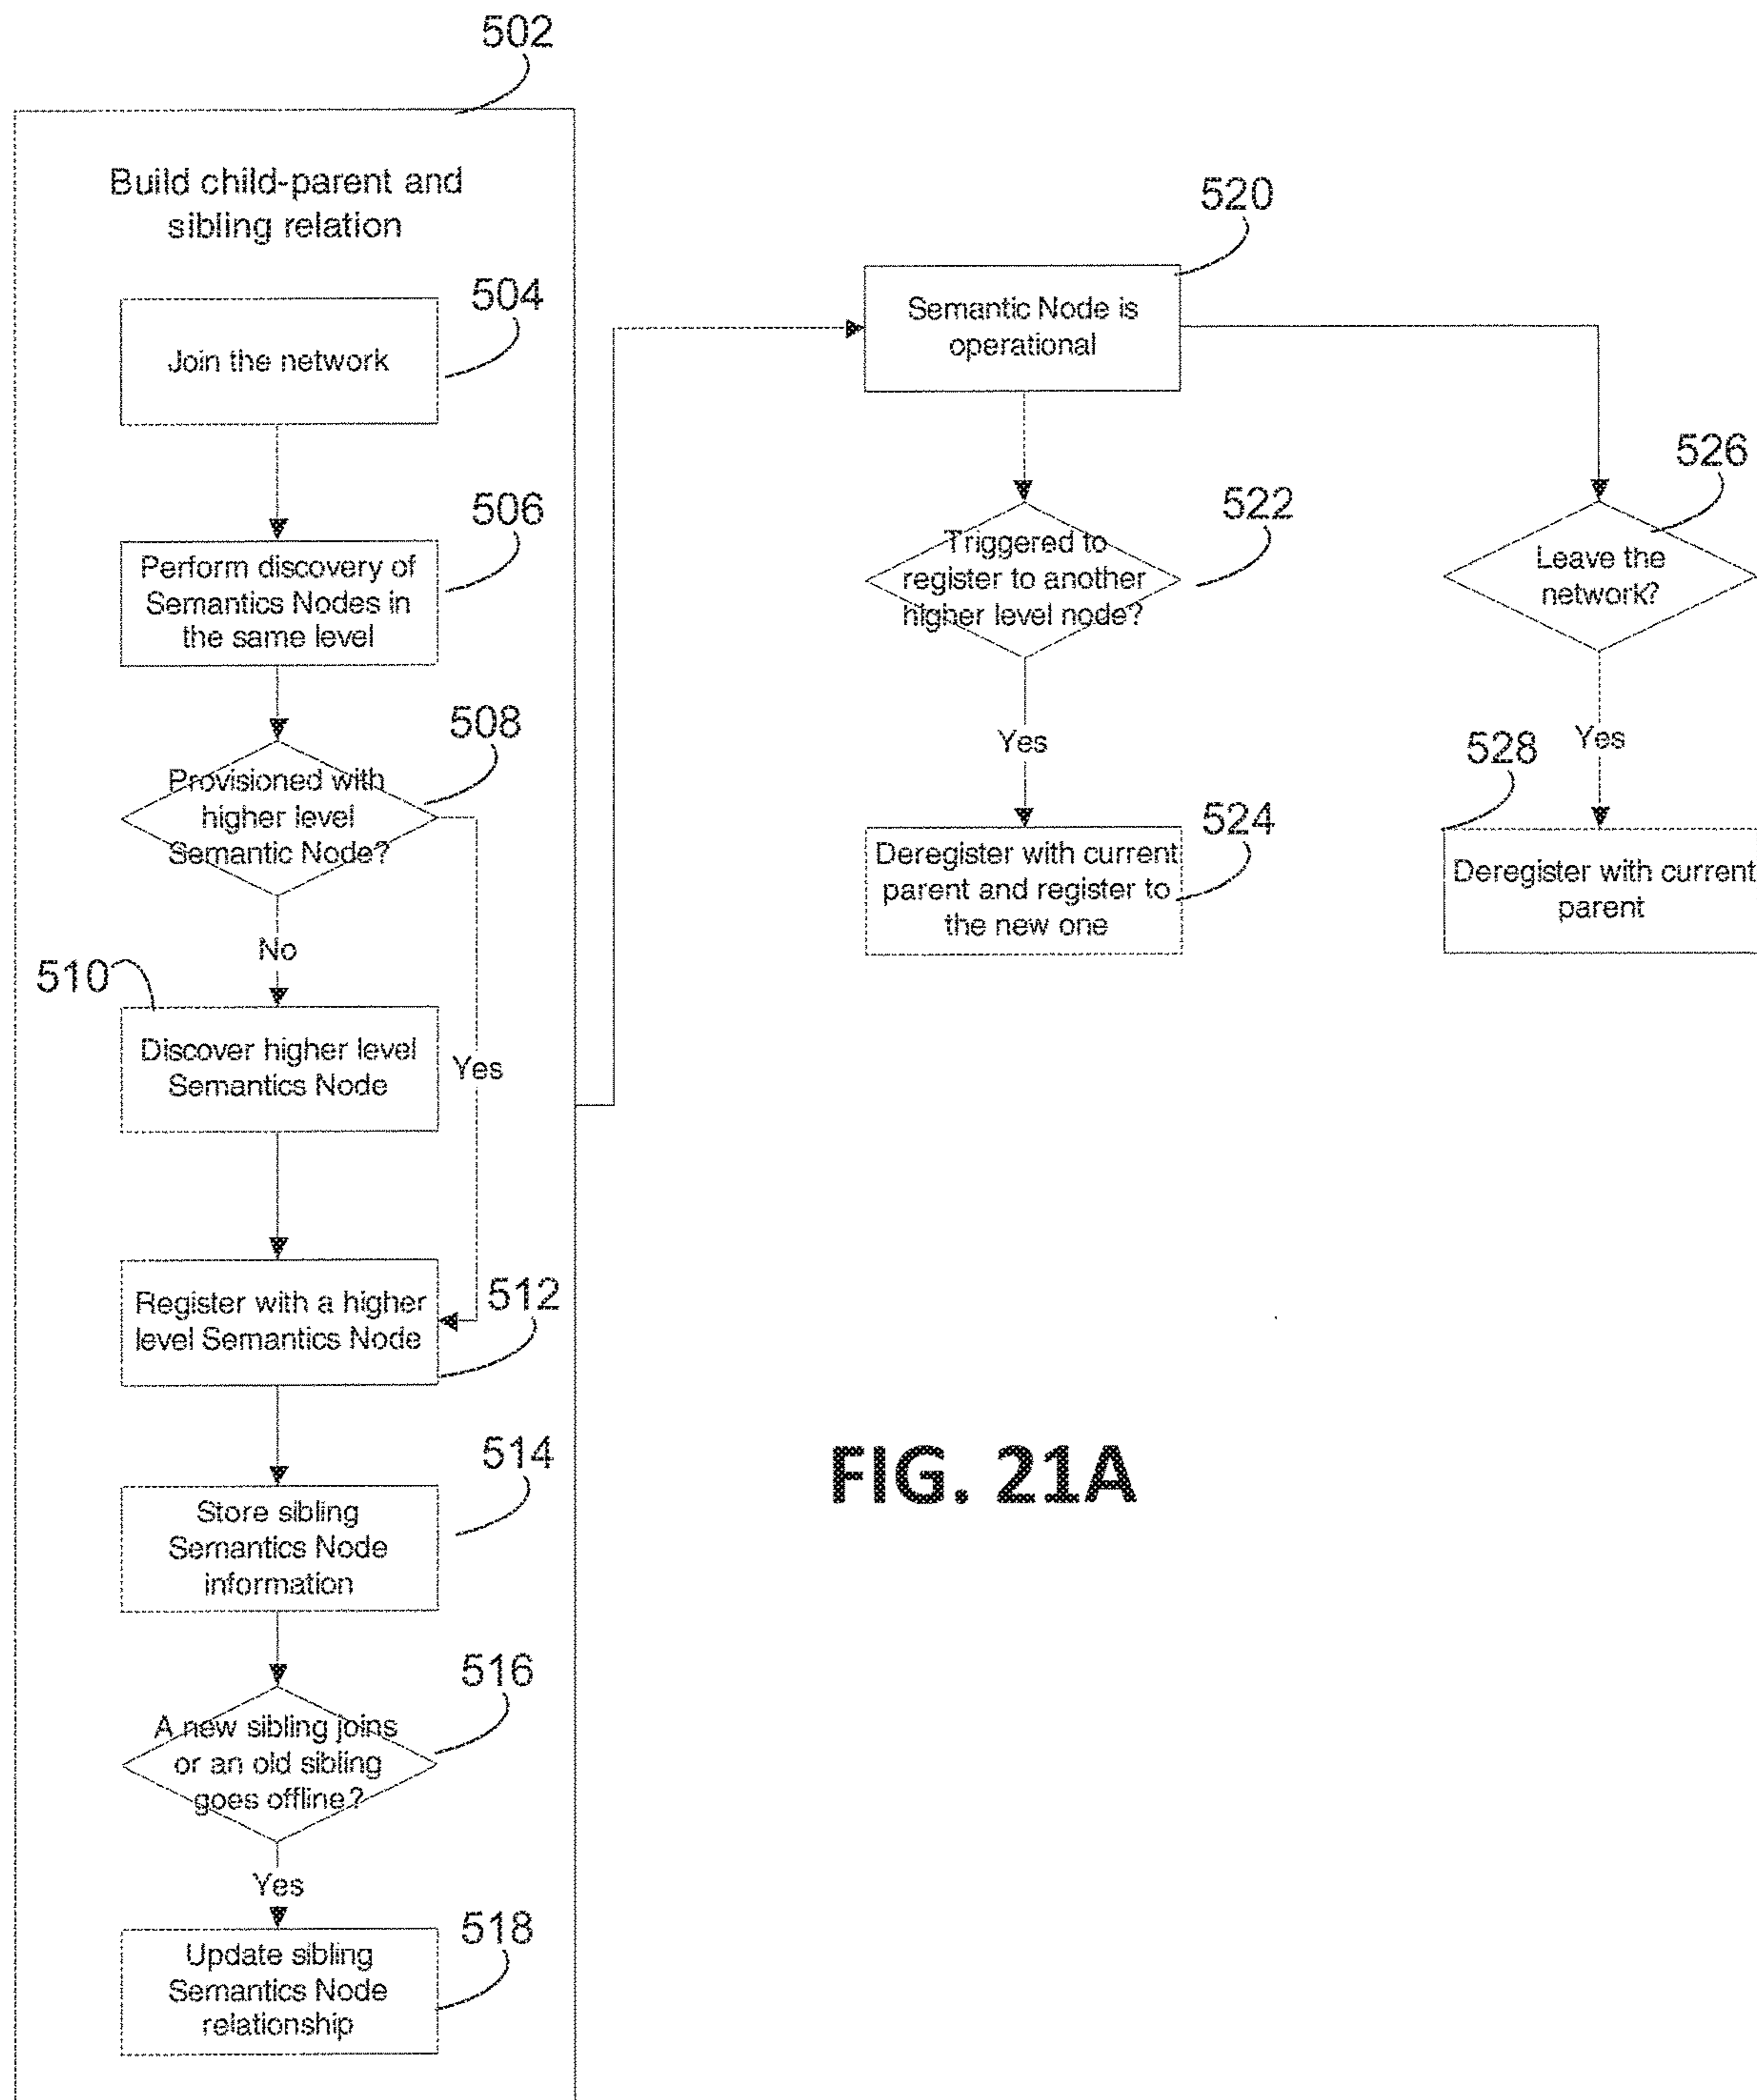 502
Build child-parent and
sibling relation
504
Join the network
506
Perform discovery of
Semantics Nodes in
the same level
508
Provisioned with
higher level
Semantic Node?
No
Yes
510
Discover higher level
Semantics Node
512
Register with a higher
level Semantics Node
514
Store sibling
Semantics Node
information
516
A new sibling joins
or an old sibling
goes offline?
Yes
518
Update sibling
Semantics Node
relationship
520
Semantic Node is
operational
522
Triggered to
register to another
higher level node?
Yes
524
Deregister with current
parent and register to
the new one
526
Leave the
network?
Yes
528
Deregister with current
parent
FIG. 21A